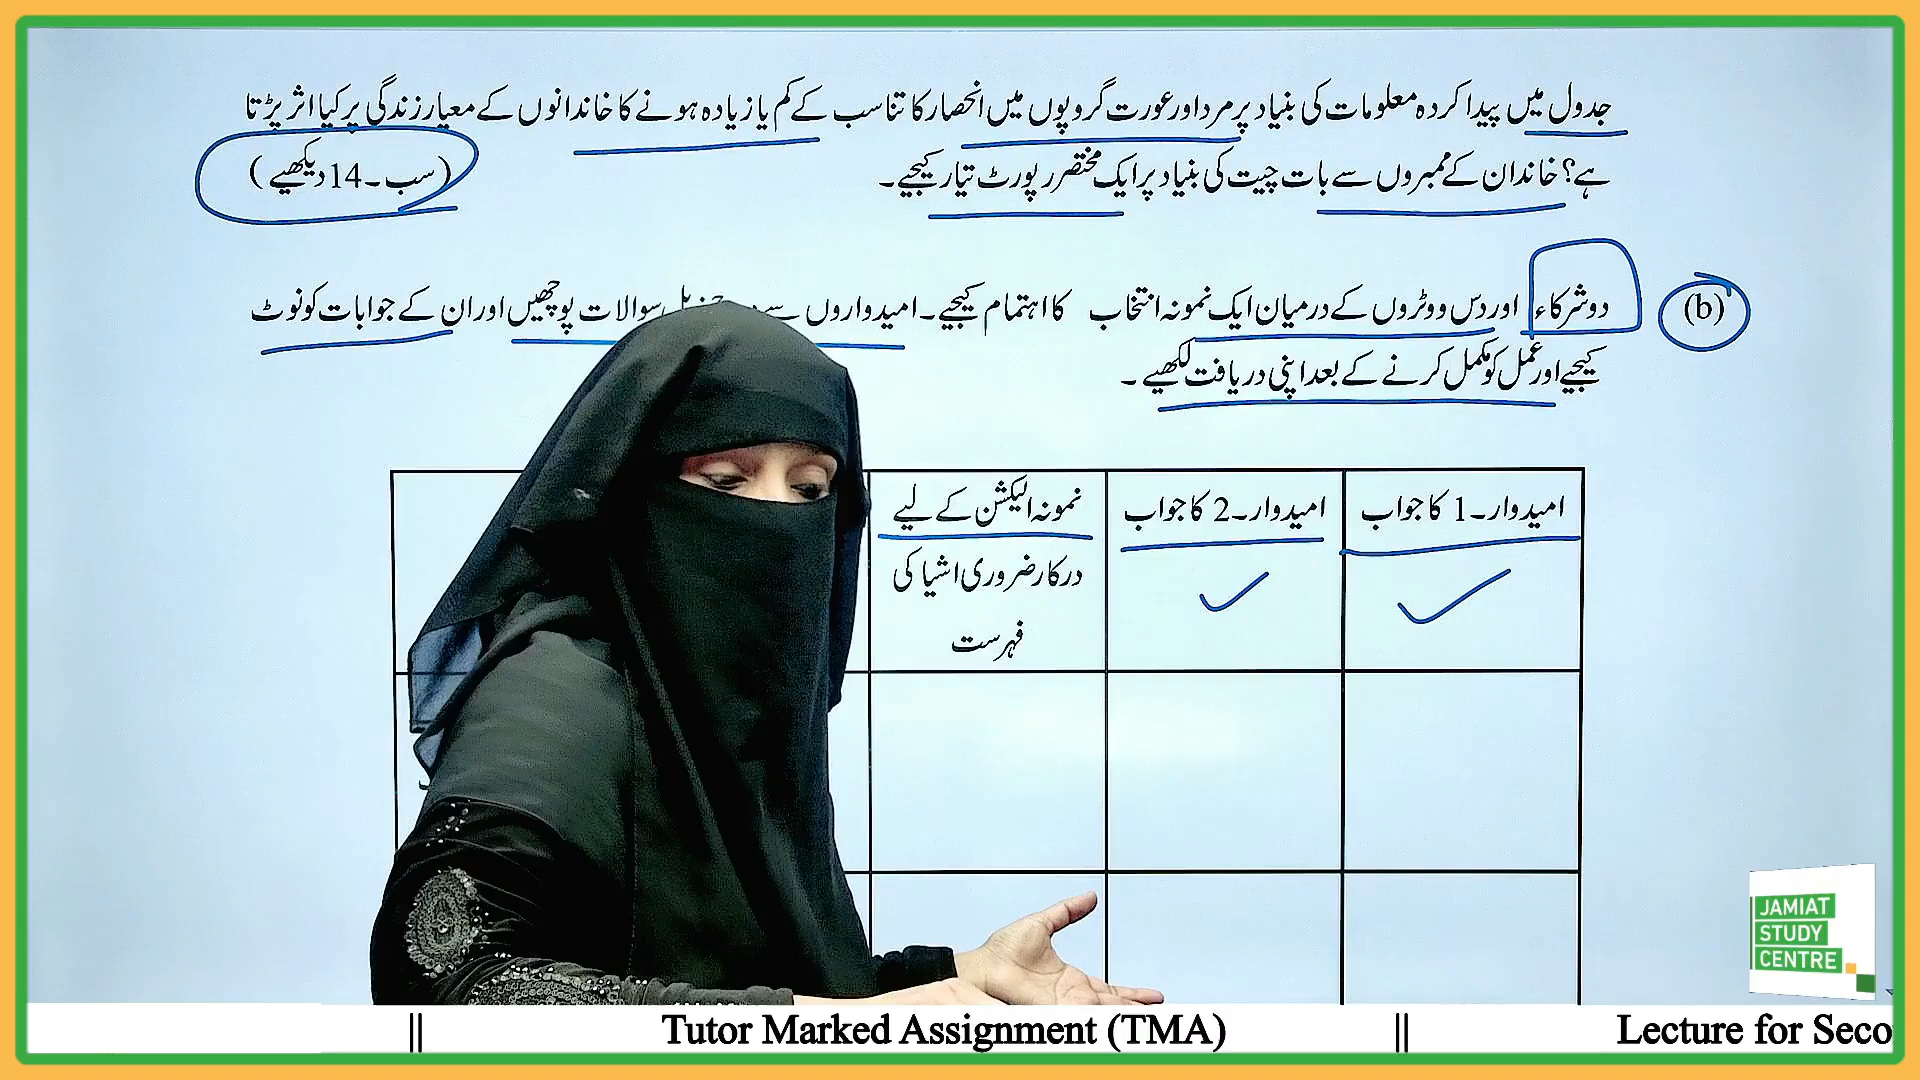 جدول میں پیدا کردہ معلومات کی بنیاد پر مرد اور عورت گروپوں میں انحصار کا تناسب کے کم یا زیادہ ہونے کا خاندانوں کے معیار زندگی پر کیا اثر پڑتا
ہے؟ خاندان کے ممبروں سے بات چیت کی بنیاد پر ایک مختصر رپورٹ تیار کیجیے۔ (سب۔14 دیکھیے)
(b) دو شرکاء اور دس ووٹروں کے درمیان ایک نمونہ انتخاب کا اہتمام کیجیے۔ امیدواروں سے سوالات پوچھیں اور ان کے جوابات کو نوٹ
کیجیے اور عمل کو مکمل کرنے کے بعد اپنی دریافت لکھیے۔
امیدوار۔1 کا جواب
امیدوار۔2 کا جواب
نمونہ الیکشن کے لیے
درکار ضروری اشیا کی
فہرست
JAMIAT
STUDY
CENTRE
|| Tutor Marked Assignment (TMA) || Lecture for